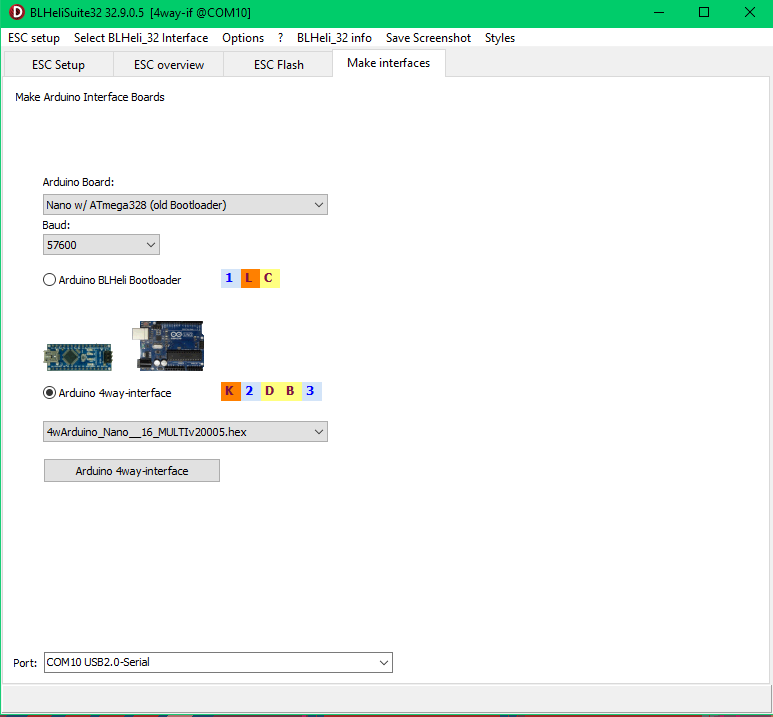 BLHeliSuite32 32.9.0.5 [4way-if @COM10]
ESC setup Select BLHeli_32 Interface Options ? BLHeli_32 info Save Screenshot Styles
ESC Setup ESC overview ESC Flash Make interfaces
Make Arduino Interface Boards
Arduino Board:
Nano w/ ATmega328 (old Bootloader)
Baud:
57600
Arduino BLHeli Bootloader 1 L C
Arduino 4way-interface K 2 D B 3
4wArduino_Nano__16_MULTIv20005.hex
Arduino 4way-interface
Port: COM10 USB2.0-Serial